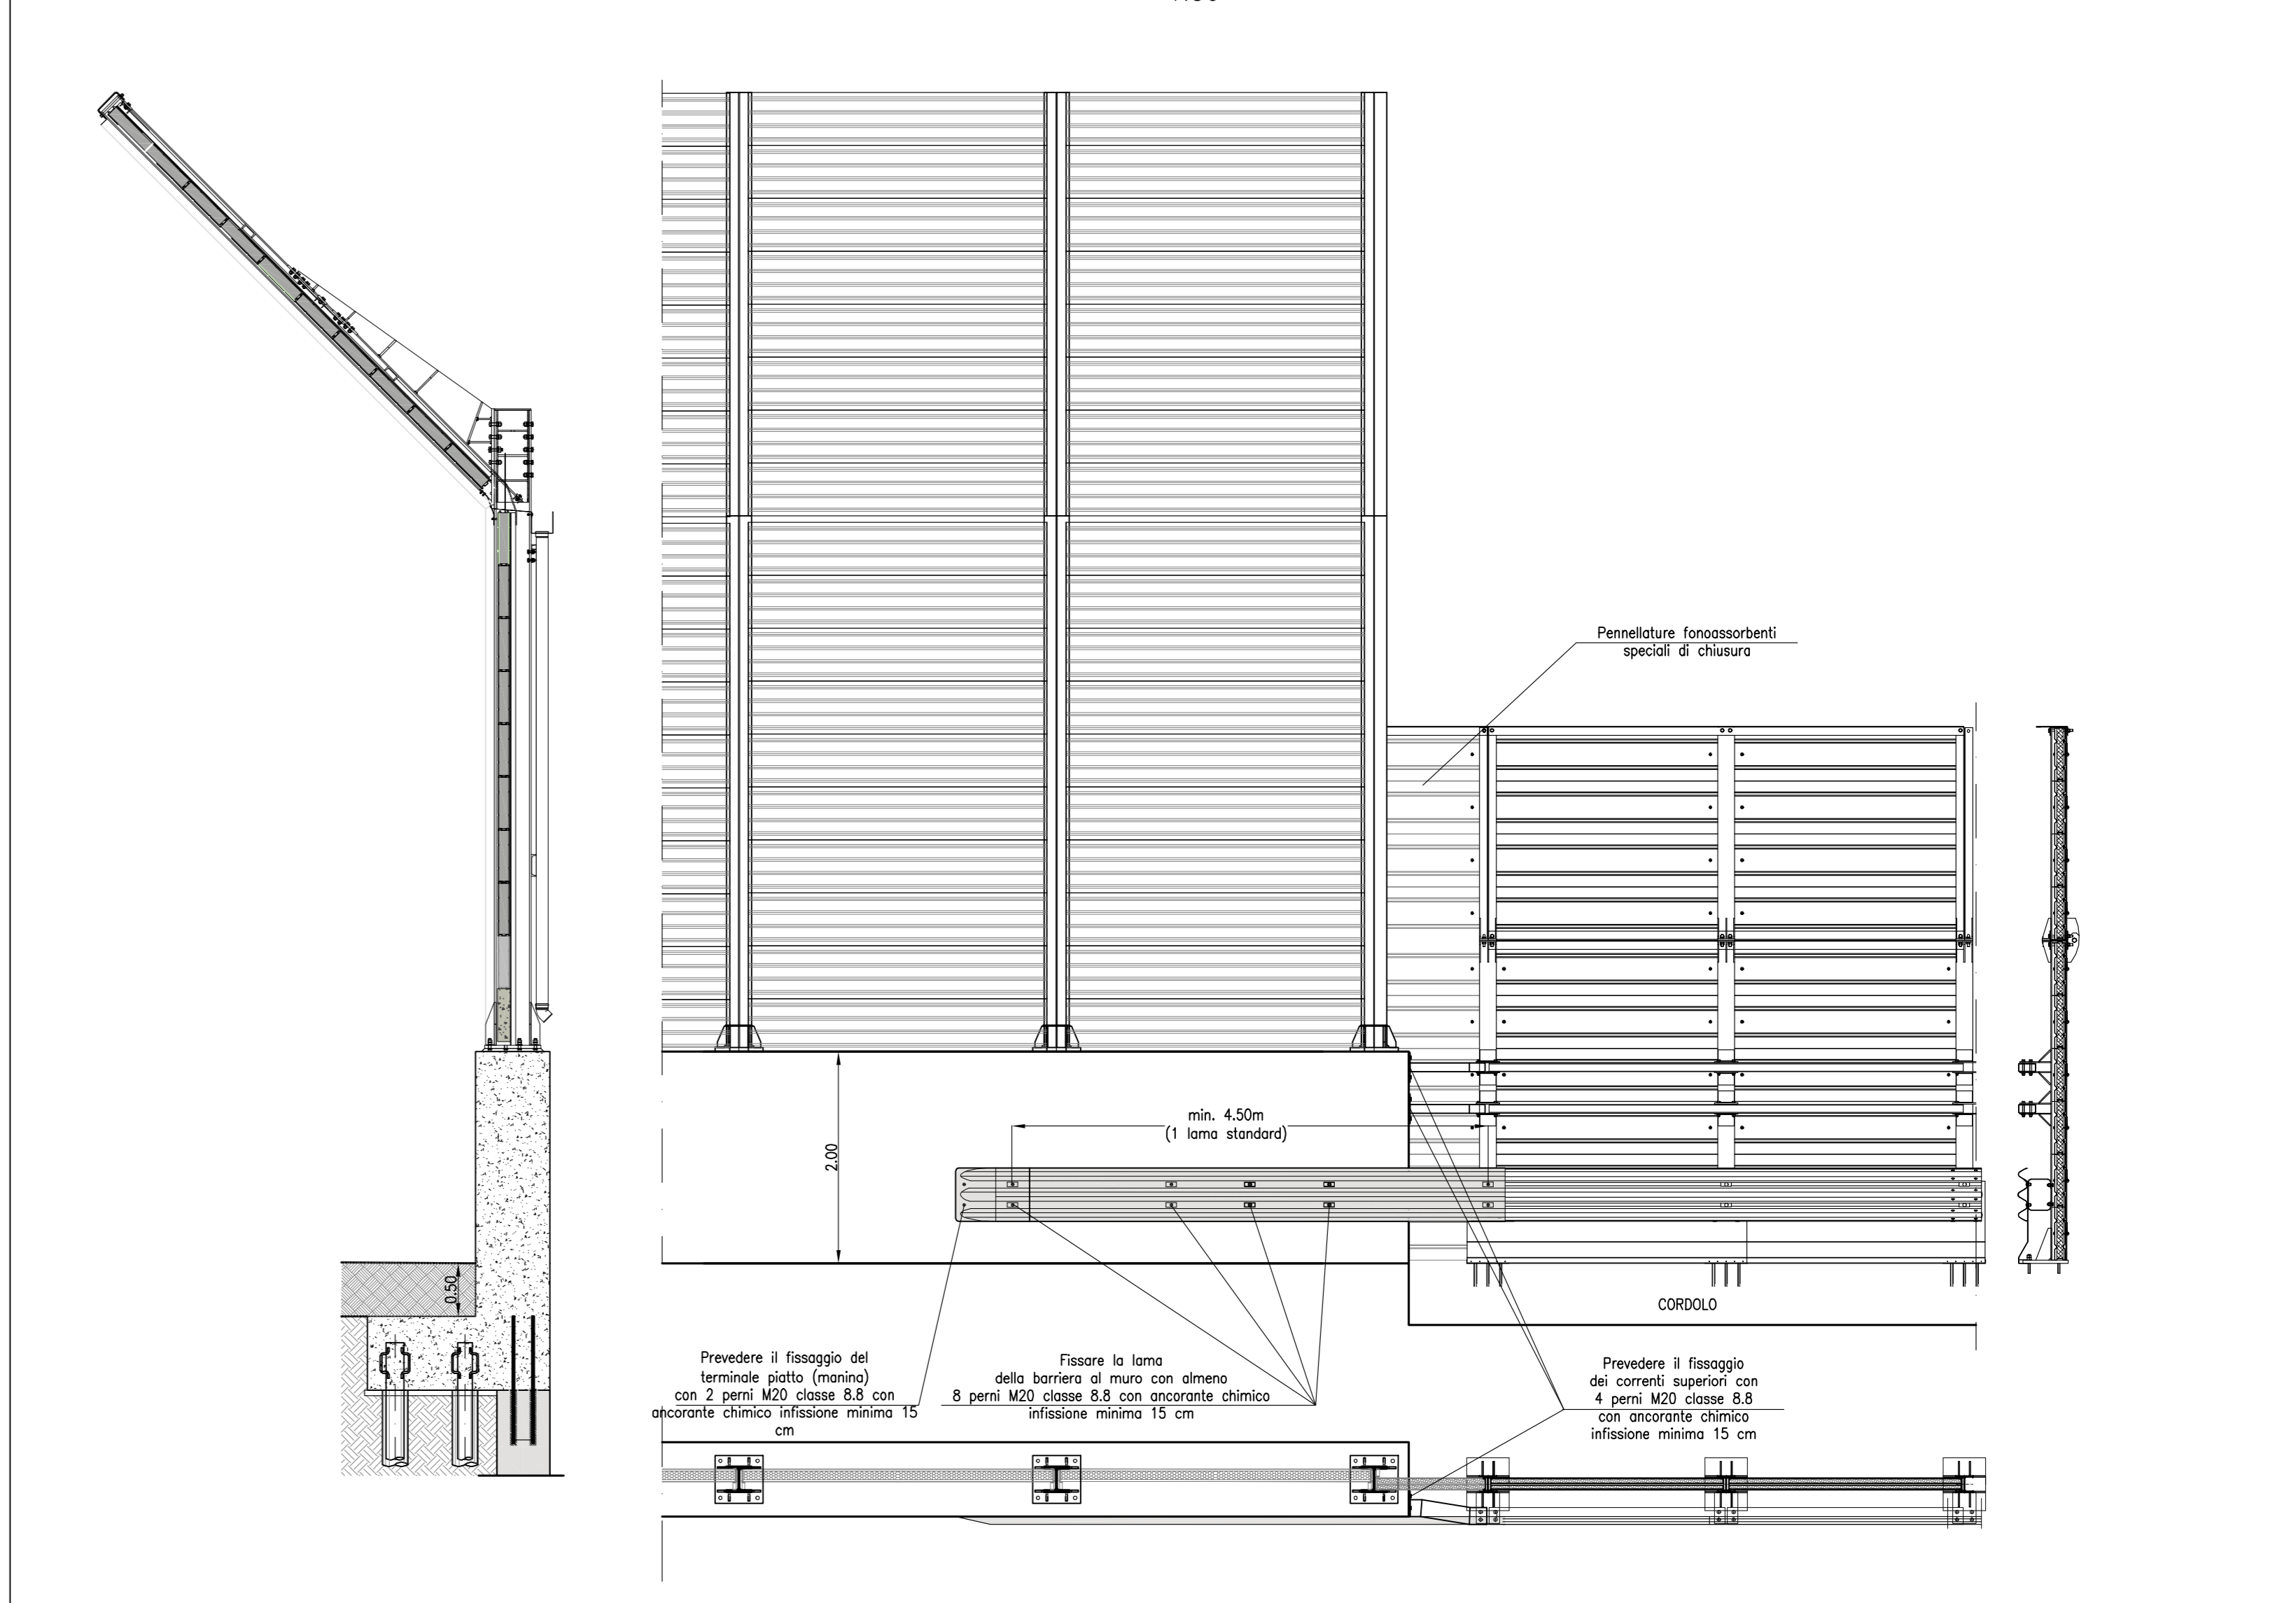 Pennellature fonoassorbenti
speciali di chiusura
min. 4.50m
(1 lama standard)
2.00
0.50
CORDOLO
Prevedere il fissaggio del
terminale piatto (manina)
con 2 perni M20 classe 8.8 con
ancorante chimico infissione minima 15
cm
Fissare la lama
della barriera al muro con almeno
8 perni M20 classe 8.8 con ancorante chimico
infissione minima 15 cm
Prevedere il fissaggio
dei correnti superiori con
4 perni M20 classe 8.8
con ancorante chimico
infissione minima 15 cm